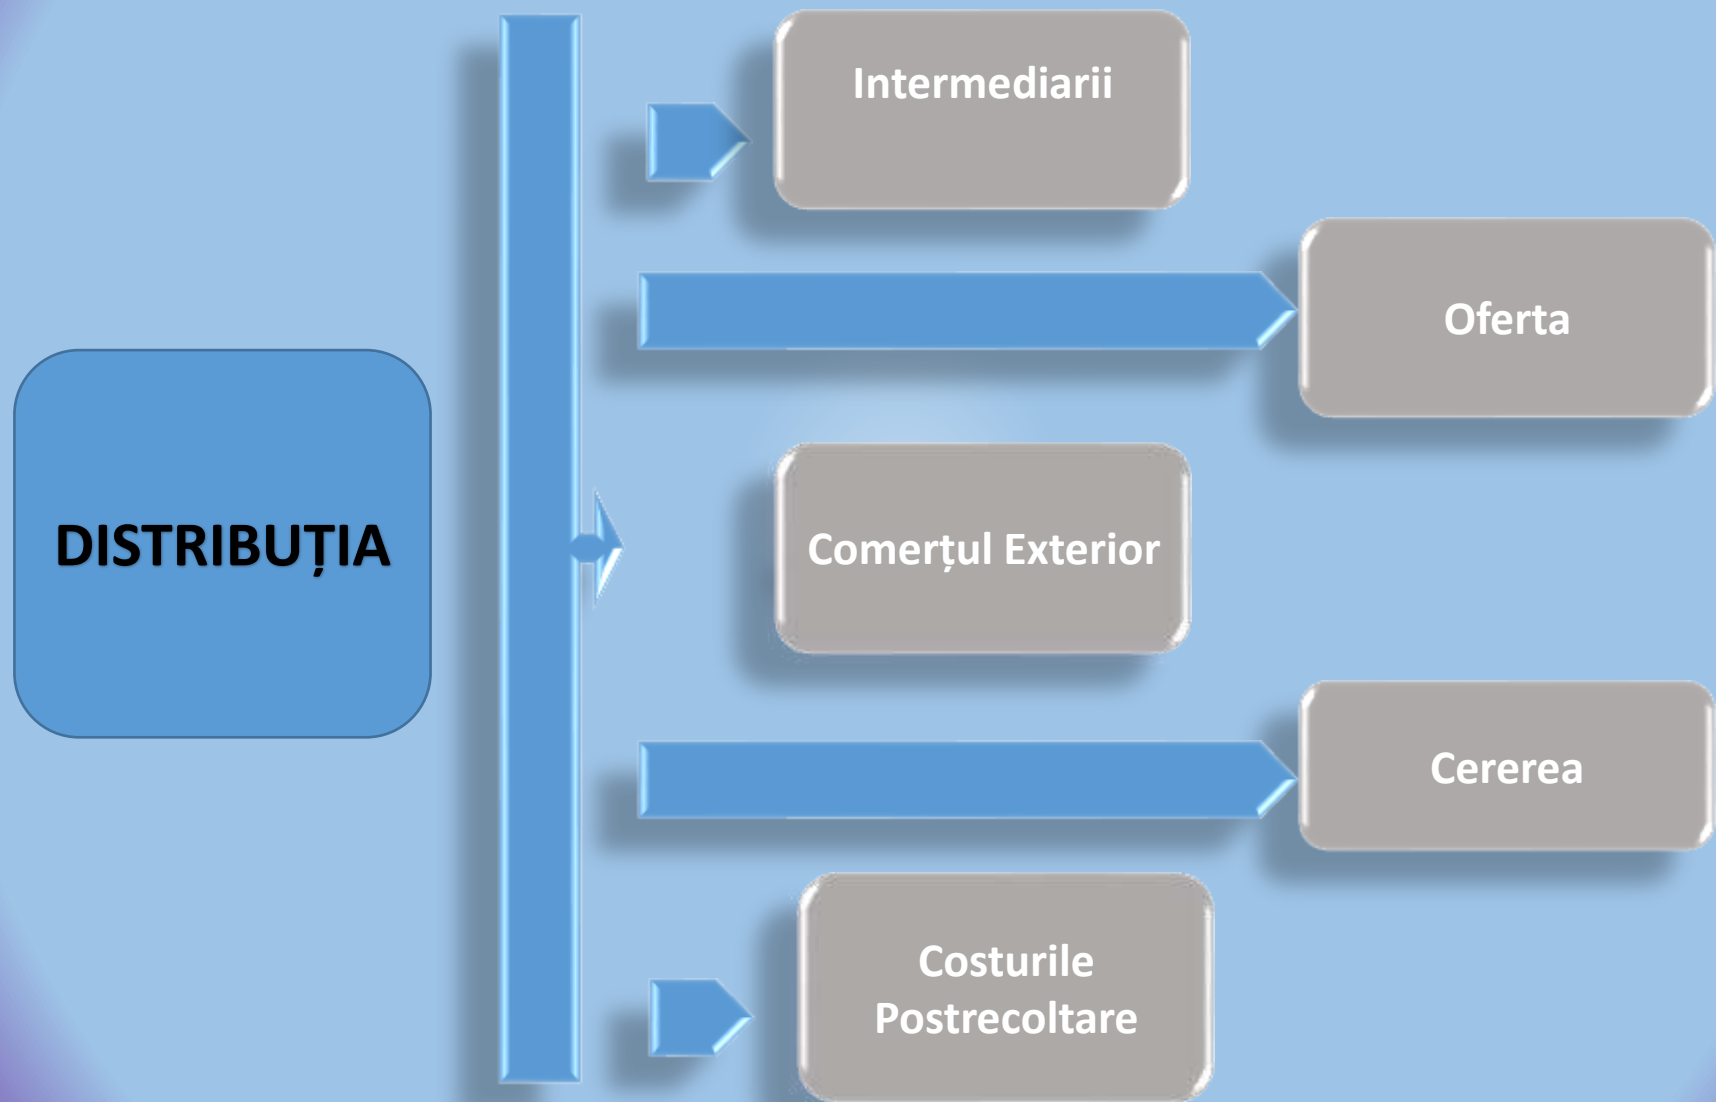 DISTRIBUȚIA
Intermediarii
Oferta
Comerțul Exterior
Cererea
Costurile
Postrecoltare